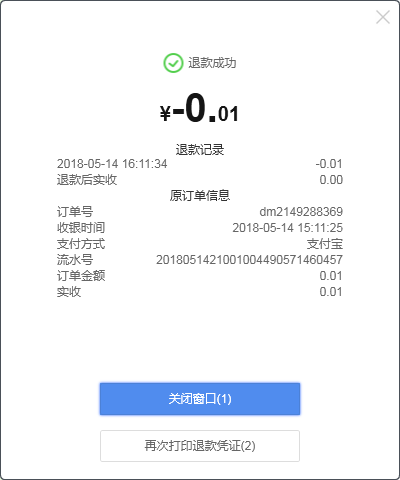 退款成功
¥-0.01
退款记录
2018-05-14 16:11:34 -0.01
退款后实收 0.00
原订单信息
订单号 dm2149288369
收银时间 2018-05-14 15:11:25
支付方式 支付宝
流水号 2018051421001004490571460457
订单金额 0.01
实收 0.01
关闭窗口(1)
再次打印退款凭证(2)